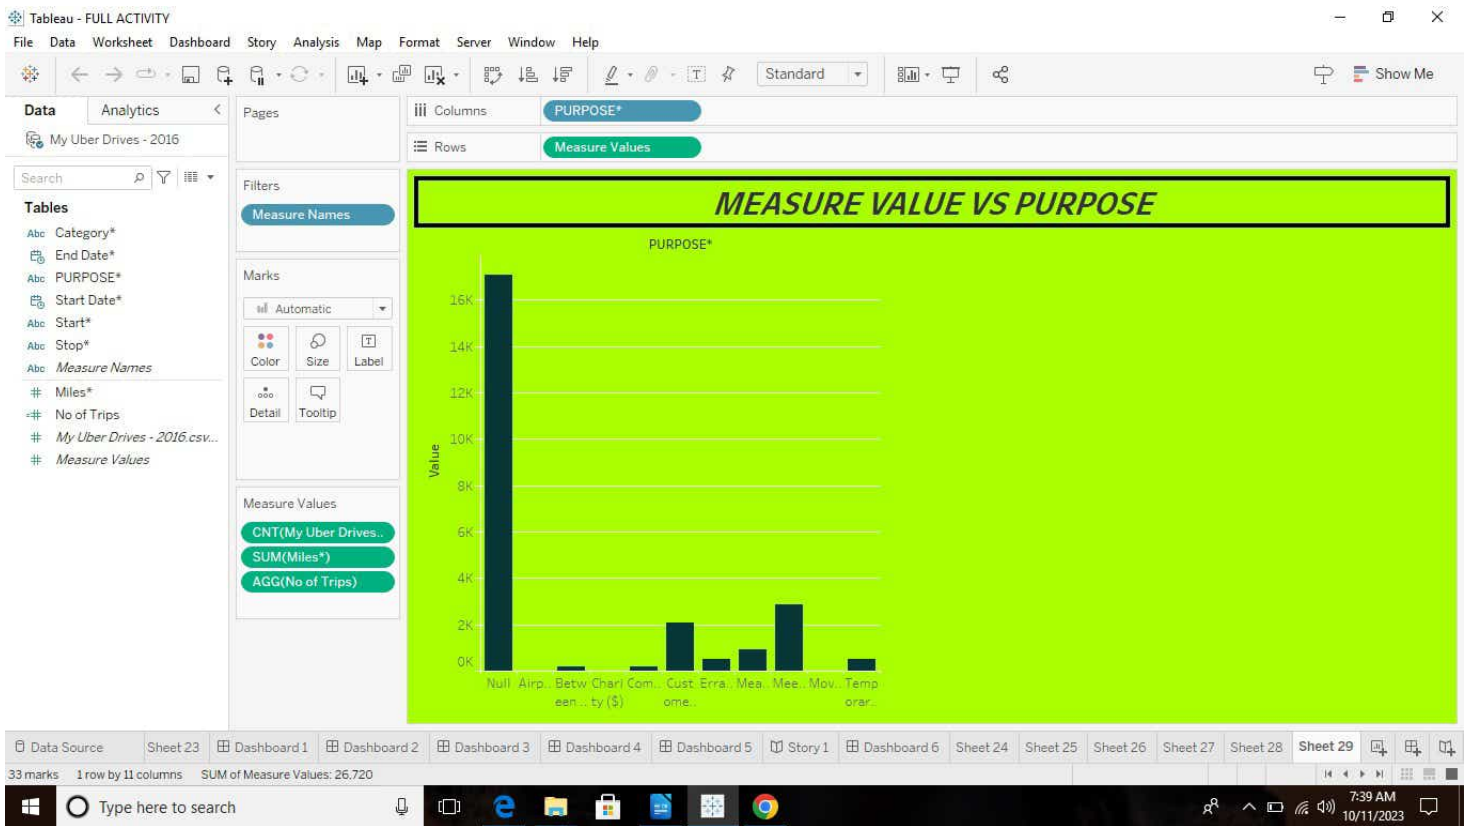 Tableau - FULL ACTIVITY
File Data Worksheet Dashboard Story Analysis Map Format Server Window Help
Standard
Show Me
Data Analytics
My Uber Drives - 2016
Search
Tables
Abc Category*
End Date*
Abc PURPOSE*
Start Date*
Abc Start*
Abc Stop*
Abc Measure Names
# Miles*
=# No of Trips
# My Uber Drives - 2016.csv...
# Measure Values
Pages
Filters
Measure Names
Marks
Automatic
Color Size Label
Detail Tooltip
Measure Values
CNT(My Uber Drives..
SUM(Miles*)
AGG(No of Trips)
Columns PURPOSE*
Rows Measure Values
MEASURE VALUE VS PURPOSE
PURPOSE*
Value
16K
14K
12K
10K
8K
6K
4K
2K
0K
Null Airp.. Betw Chari Com.. Cust Erra.. Mea.. Mee.. Mov.. Temp
een .. ty ($) ome.. orar..
Data Source Sheet 23 Dashboard 1 Dashboard 2 Dashboard 3 Dashboard 4 Dashboard 5 Story 1 Dashboard 6 Sheet 24 Sheet 25 Sheet 26 Sheet 27 Sheet 28 Sheet 29
33 marks 1 row by 11 columns SUM of Measure Values: 26,720
Type here to search
7:39 AM
10/11/2023